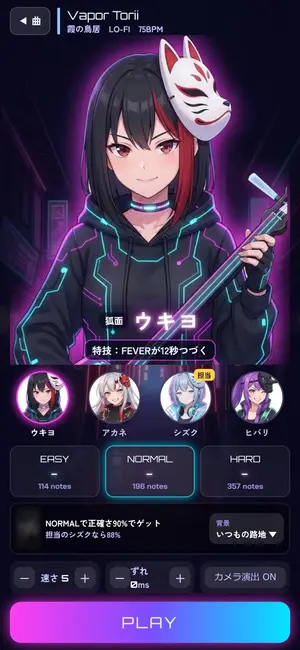 ◀ 曲
Vapor Torii
霞の鳥居 LO-FI 75BPM
狐面 ウキヨ
特技：FEVERが12秒つづく
担当
ウキヨ アカネ シズク ヒバリ
EASY NORMAL HARD
– – –
114 notes 198 notes 357 notes
NORMALで正確さ90%でゲット
担当のシズクなら88%
背景
いつもの路地 ▼
− 速さ 5 +
− ずれ 0ms +
カメラ演出 ON
PLAY